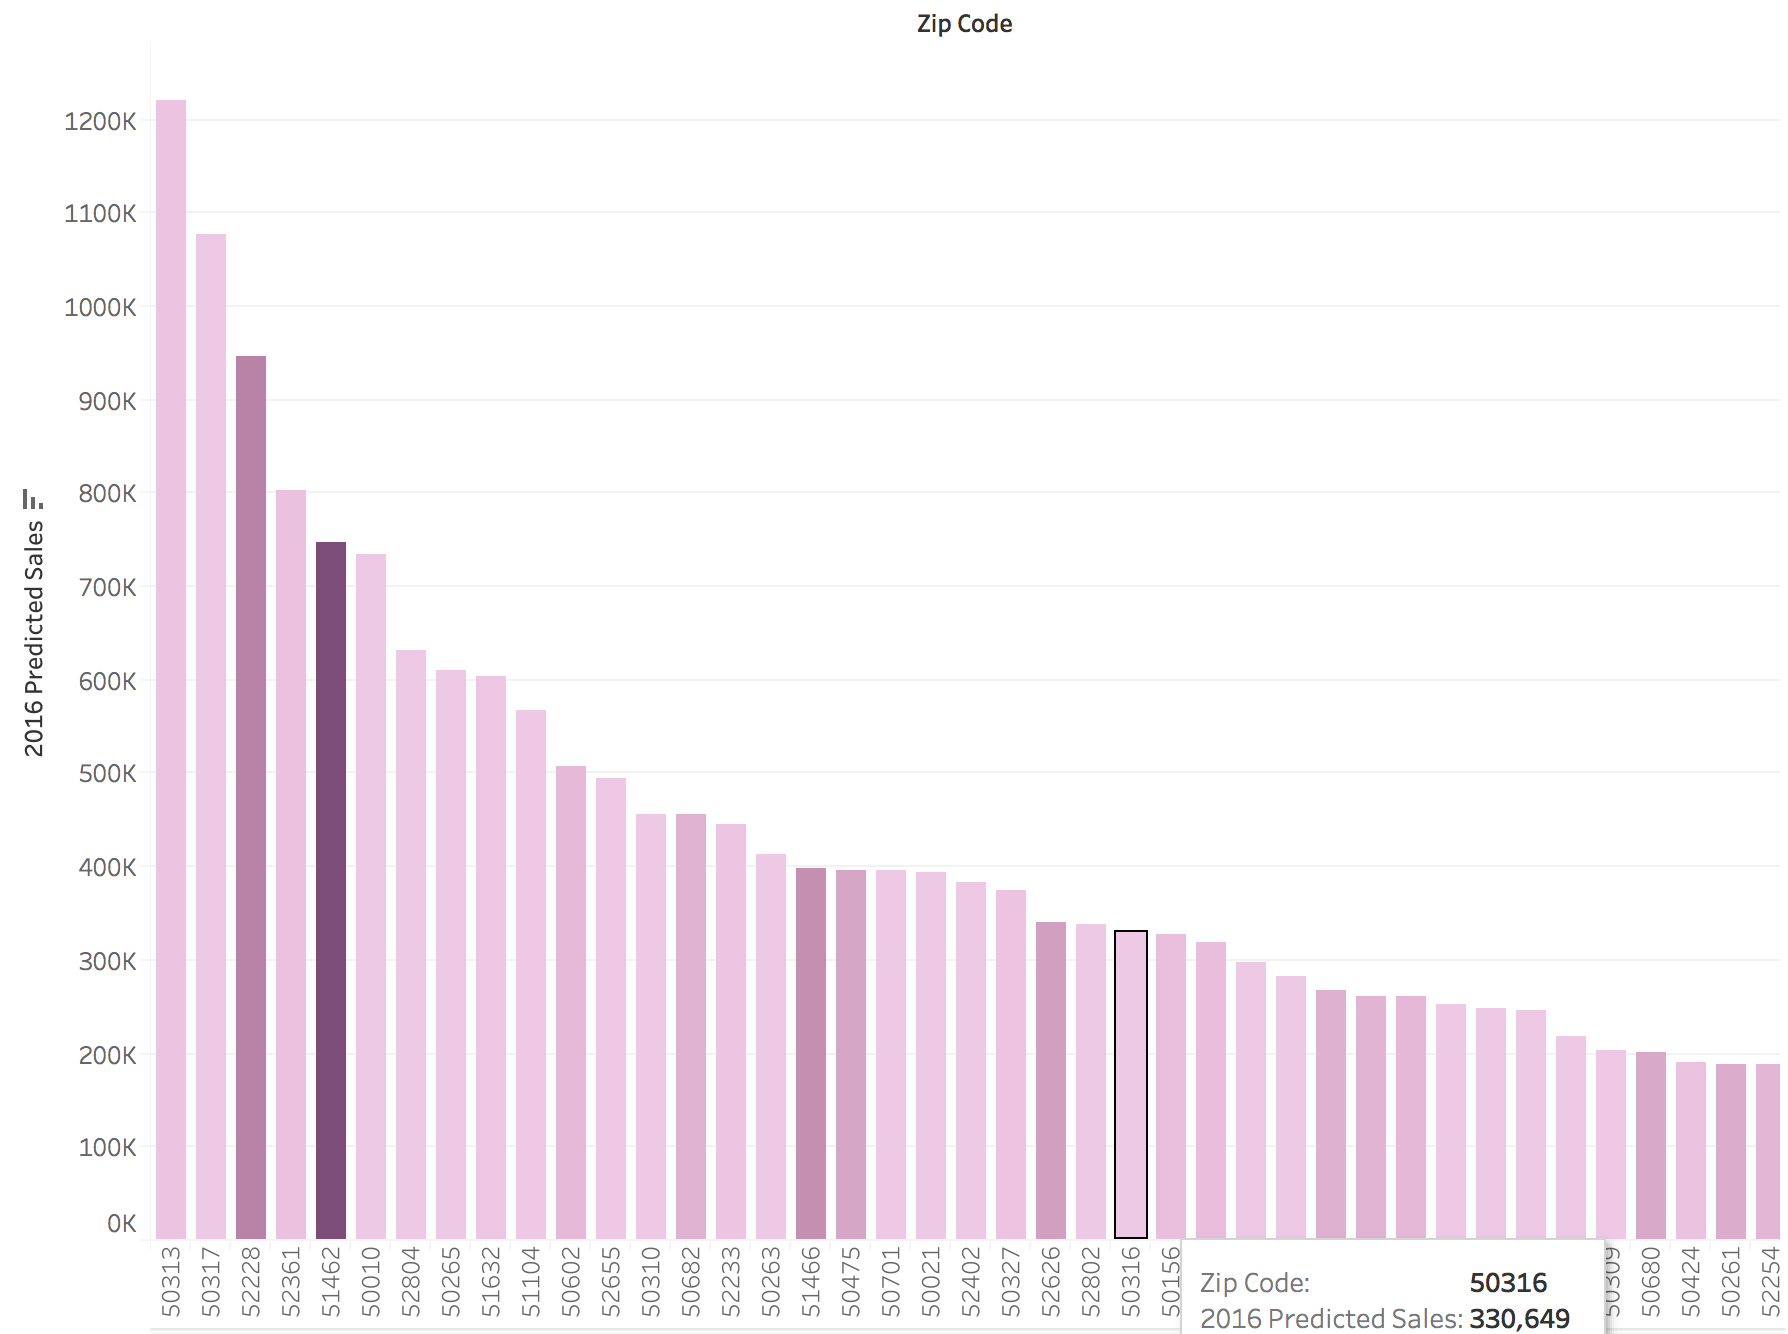 Zip Code
1200K
1100K
1000K
900K
800K
700K
600K
500K
400K
300K
200K
100K
0K
2016 Predicted Sales
50313
50317
52228
52361
51462
50010
52804
50265
51632
51104
50602
52655
50310
50682
52233
50263
51466
50475
50701
50021
52402
50327
52626
52802
50316
50156
50309
50680
50424
50261
52254
Zip Code: 50316
2016 Predicted Sales: 330,649